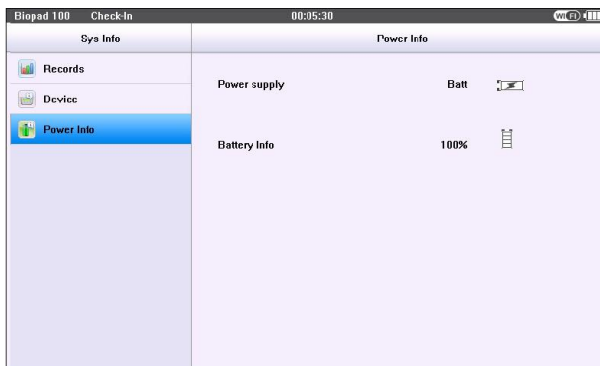 Biopad 100 Check-In 00:05:30 WIFI
Sys Info
Power Info
Records
Device
Power Info
Power supply Batt
Battery Info 100%